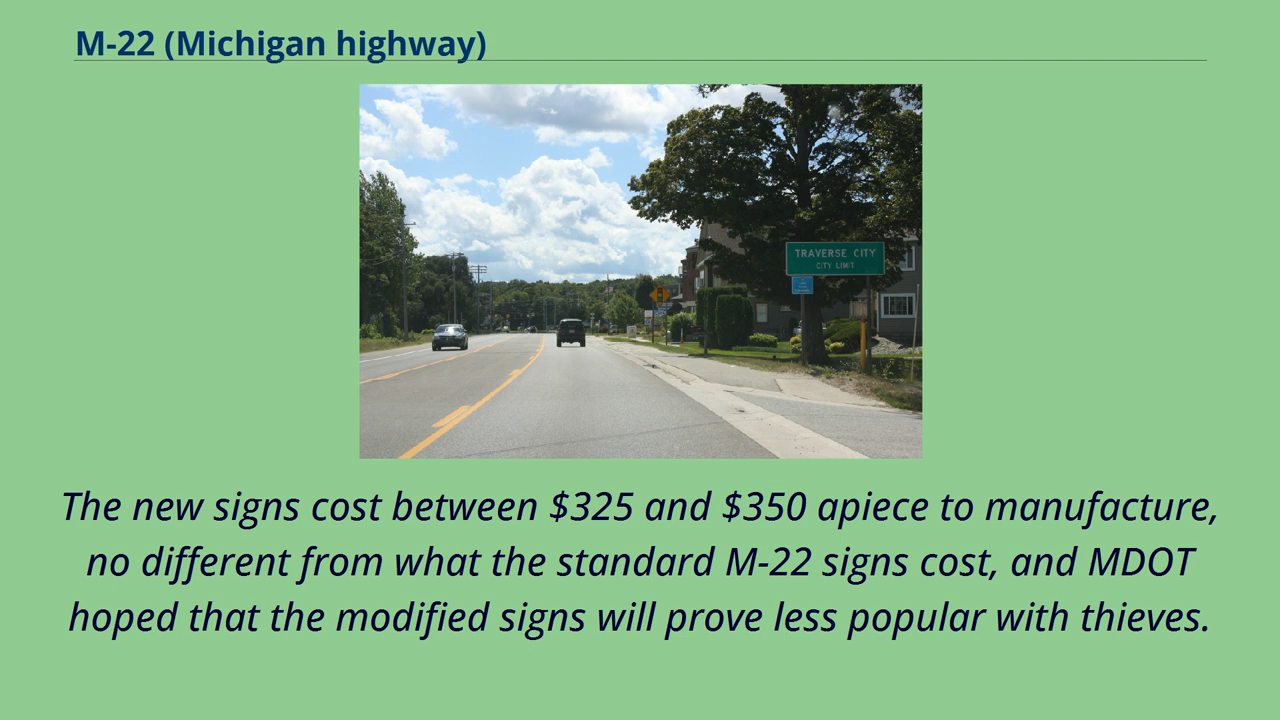 M-22 (Michigan highway)
TRAVERSE CITY
CITY LIMIT
The new signs cost between $325 and $350 apiece to manufacture,
no different from what the standard M-22 signs cost, and MDOT
hoped that the modified signs will prove less popular with thieves.